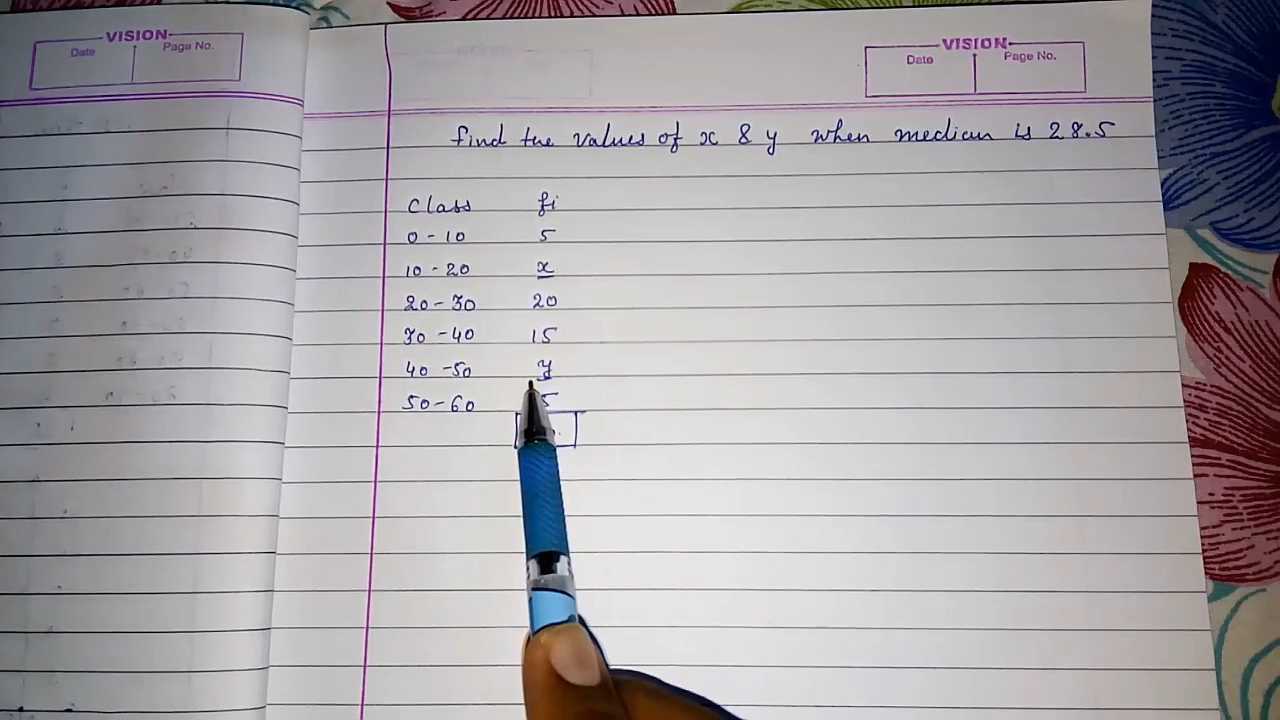 VISION
Date Page No.
VISION
Date Page No.
find the values of x & y when median is 28.5
Class fi
0-10 5
10-20 x
20-30 20
30-40 15
40-50 y
50-60 5